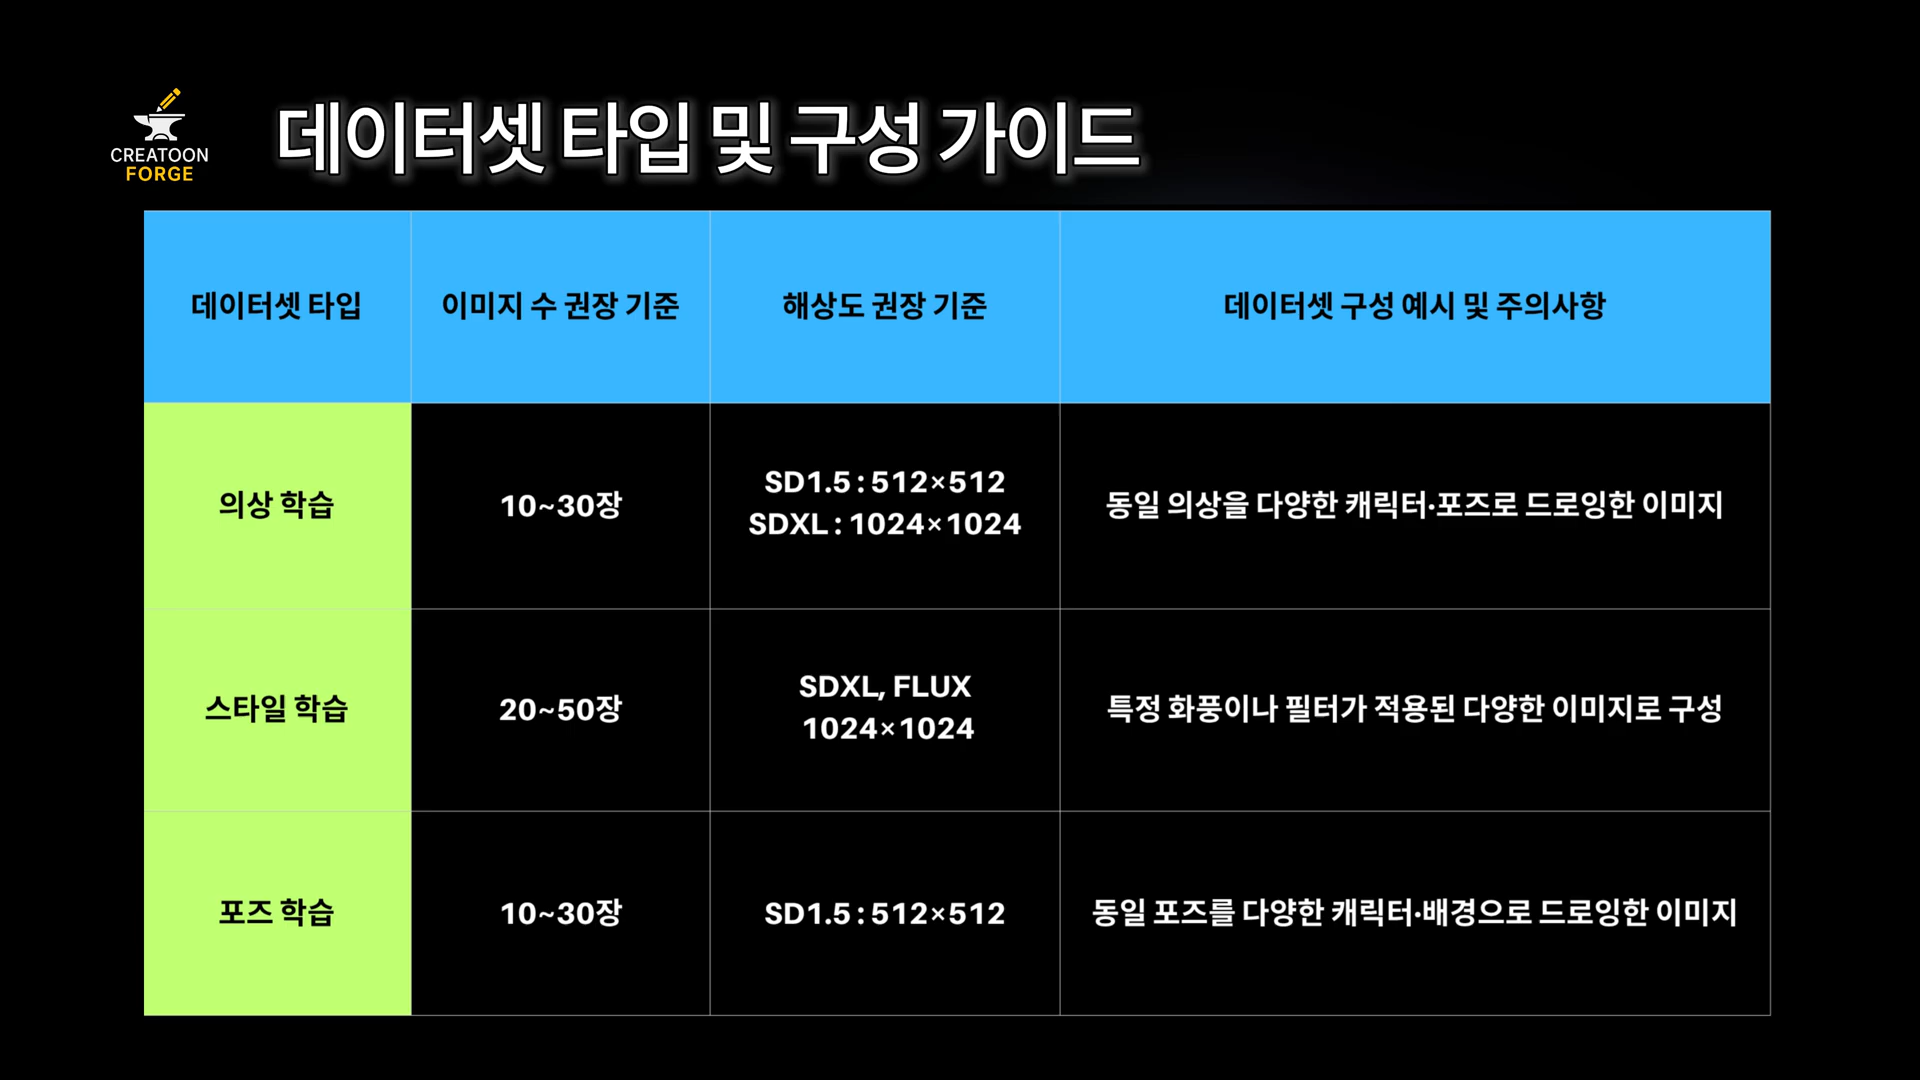 CREATOON
FORGE
데이터셋 타입 및 구성 가이드
데이터셋 타입
이미지 수 권장 기준
해상도 권장 기준
데이터셋 구성 예시 및 주의사항
의상 학습
10~30장
SD1.5 : 512×512
SDXL : 1024×1024
동일 의상을 다양한 캐릭터·포즈로 드로잉한 이미지
스타일 학습
20~50장
SDXL, FLUX
1024×1024
특정 화풍이나 필터가 적용된 다양한 이미지로 구성
포즈 학습
10~30장
SD1.5 : 512×512
동일 포즈를 다양한 캐릭터·배경으로 드로잉한 이미지